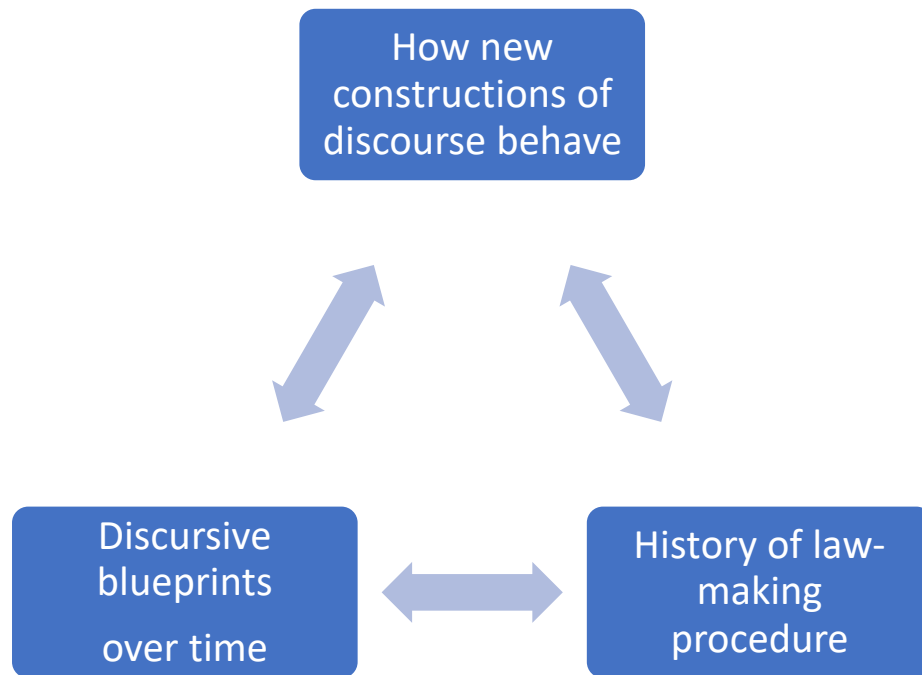 How new
constructions of
discourse behave
Discursive
blueprints
over time
History of law-
making
procedure